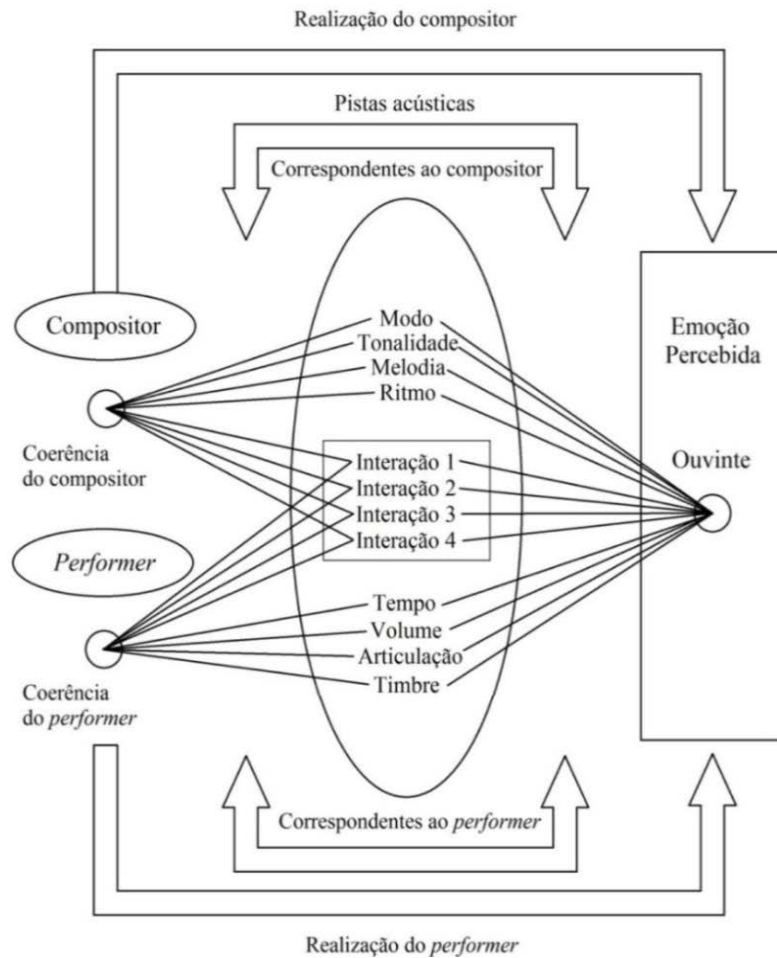 Realização do compositor
Pistas acústicas
Correspondentes ao compositor
Compositor
Modo
Tonalidade
Melodia
Ritmo
Emoção
Percebida
Coerência
do compositor
Interação 1
Interação 2
Interação 3
Interação 4
Ouvinte
Performer
Tempo
Volume
Articulação
Timbre
Coerência
do performer
Correspondentes ao performer
Realização do performer